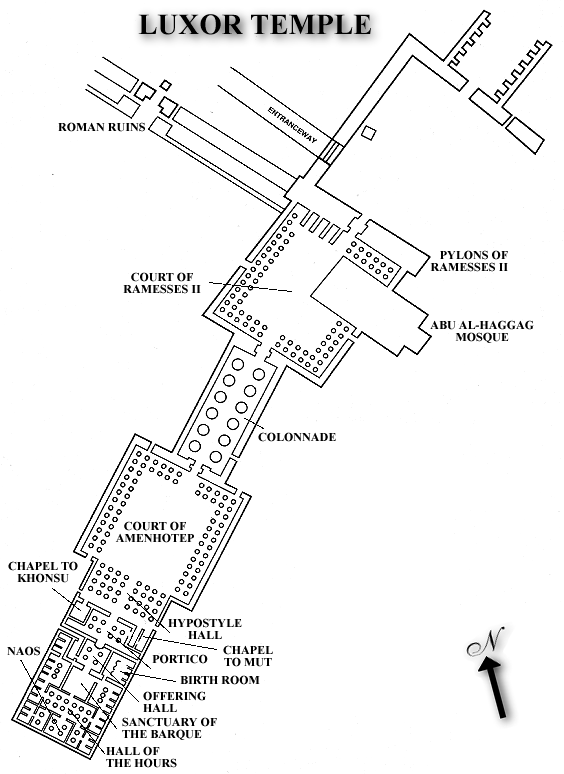 LUXOR TEMPLE
ENTRANCEWAY
ROMAN RUINS
PYLONS OF
RAMESSES II
COURT OF
RAMESSES II
ABU AL-HAGGAG
MOSQUE
COLONNADE
COURT OF
AMENHOTEP
CHAPEL TO
KHONSU
HYPOSTYLE
HALL
NAOS
CHAPEL
TO MUT
PORTICO
BIRTH ROOM
OFFERING
HALL
SANCTUARY OF
THE BARQUE
HALL OF
THE HOURS
N